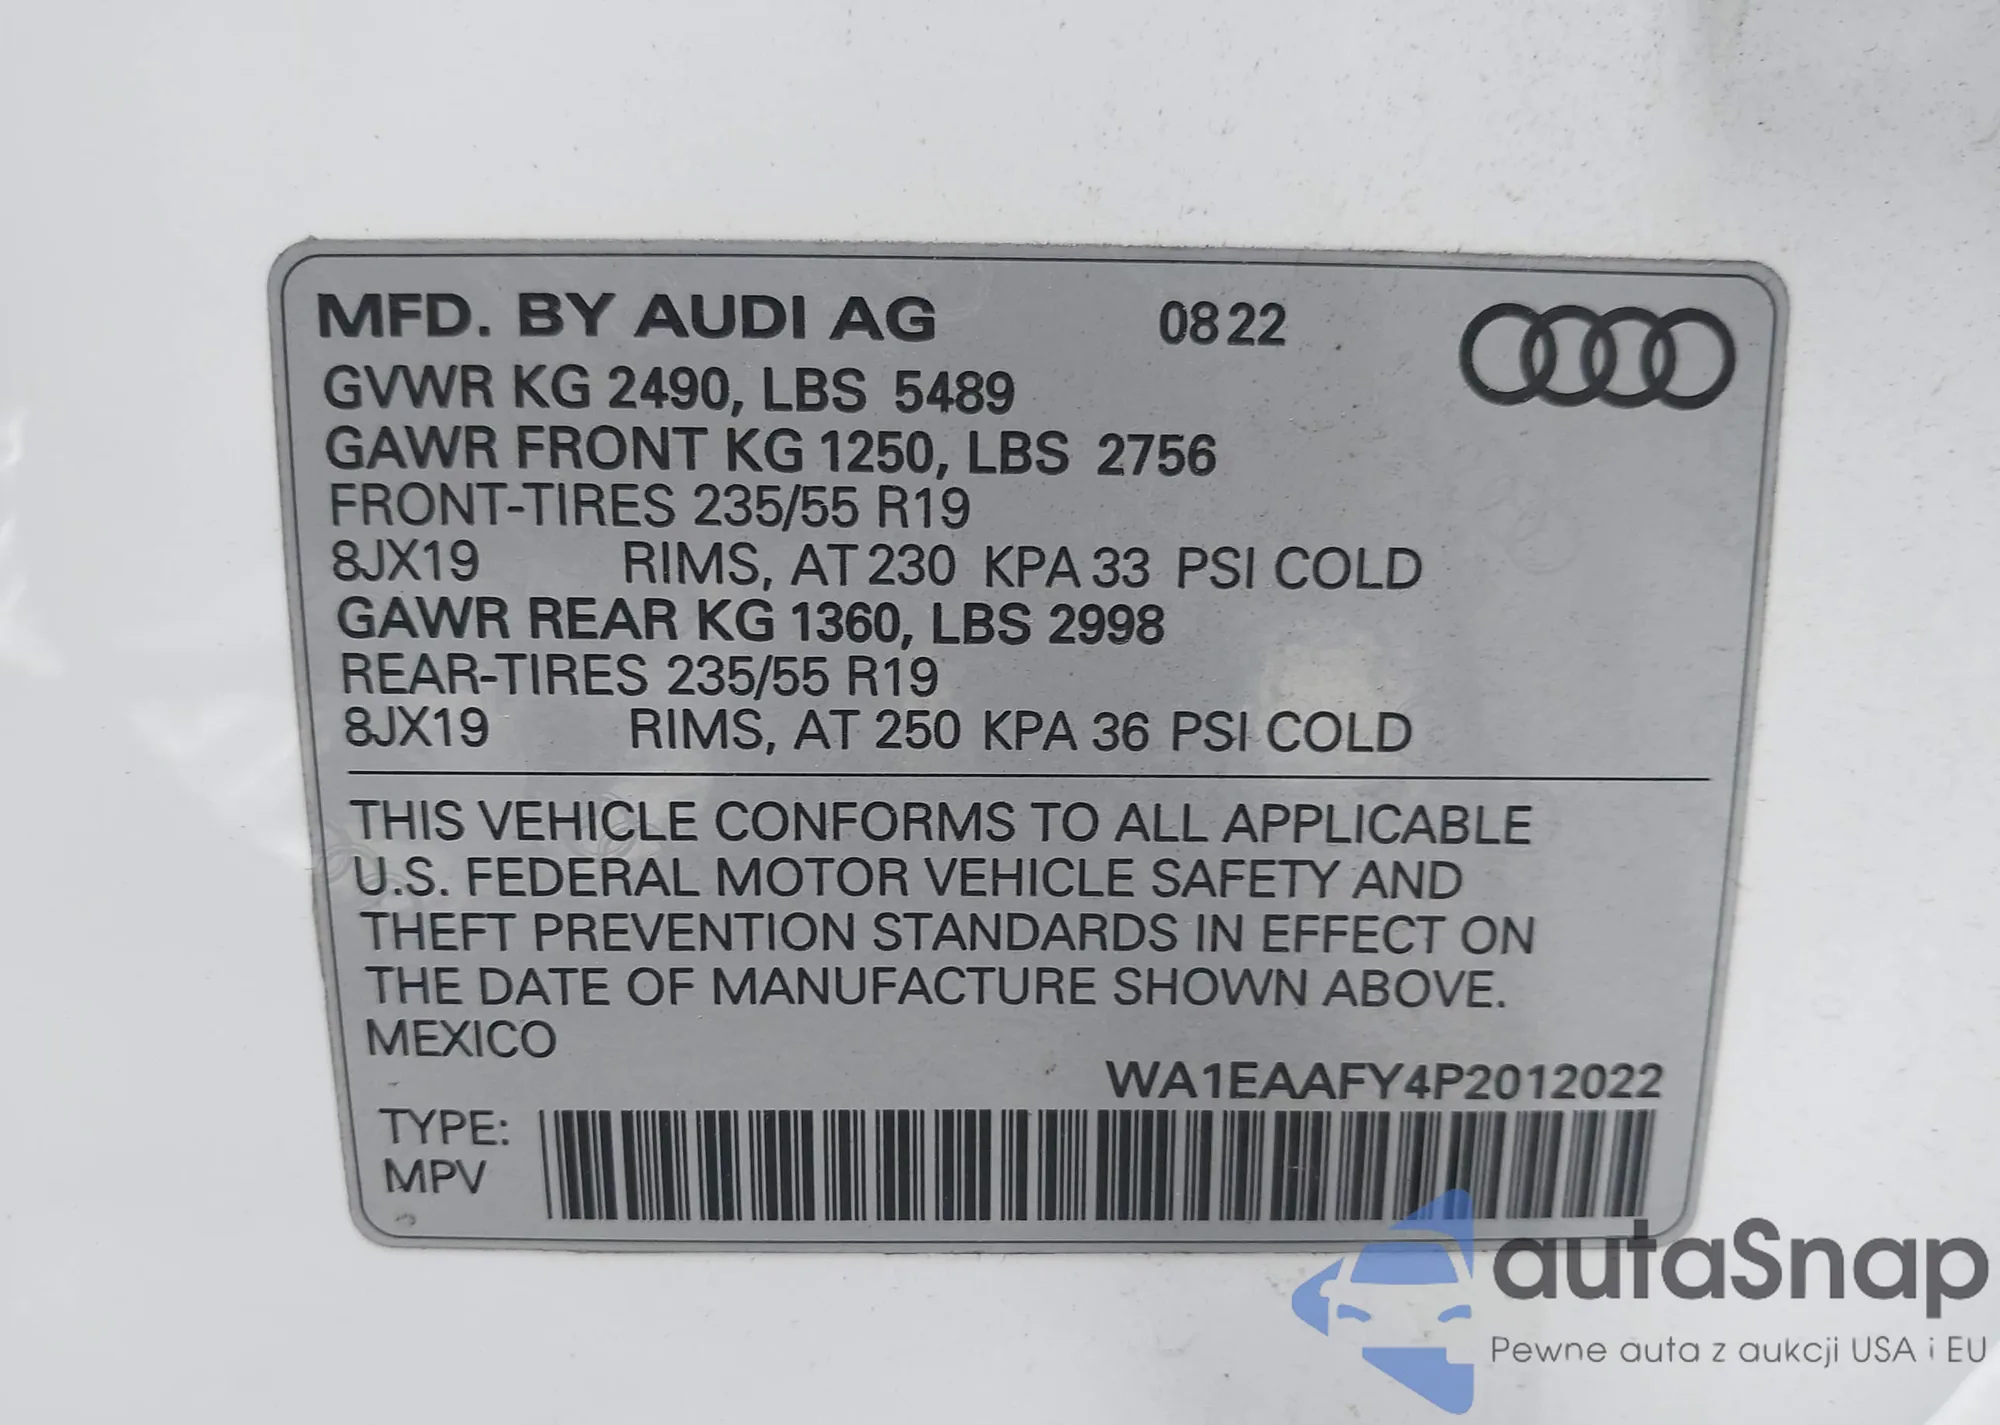 MFD. BY AUDI AG 0822
GVWR KG 2490, LBS 5489
GAWR FRONT KG 1250, LBS 2756
FRONT-TIRES 235/55 R19
8JX19 RIMS, AT 230 KPA 33 PSI COLD
GAWR REAR KG 1360, LBS 2998
REAR-TIRES 235/55 R19
8JX19 RIMS, AT 250 KPA 36 PSI COLD
THIS VEHICLE CONFORMS TO ALL APPLICABLE
U.S. FEDERAL MOTOR VEHICLE SAFETY AND
THEFT PREVENTION STANDARDS IN EFFECT ON
THE DATE OF MANUFACTURE SHOWN ABOVE.
MEXICO
WA1EAAFY4P2012022
TYPE:
MPV
autaSnap
Pewne auta z aukcji USA i EU